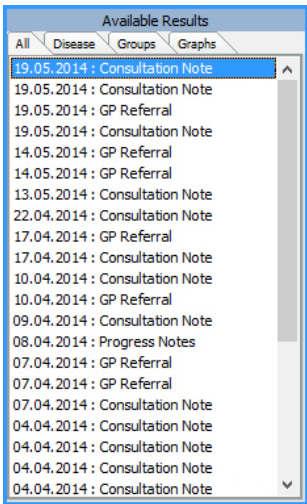 Available Results
All Disease Groups Graphs
19.05.2014 : Consultation Note
19.05.2014 : Consultation Note
19.05.2014 : GP Referral
19.05.2014 : Consultation Note
14.05.2014 : GP Referral
14.05.2014 : GP Referral
13.05.2014 : Consultation Note
22.04.2014 : Consultation Note
17.04.2014 : GP Referral
17.04.2014 : Consultation Note
10.04.2014 : Consultation Note
10.04.2014 : GP Referral
09.04.2014 : Consultation Note
08.04.2014 : Progress Notes
07.04.2014 : GP Referral
07.04.2014 : GP Referral
07.04.2014 : Consultation Note
04.04.2014 : Consultation Note
04.04.2014 : Consultation Note
04.04.2014 : Consultation Note
04.04.2014 : Consultation Note